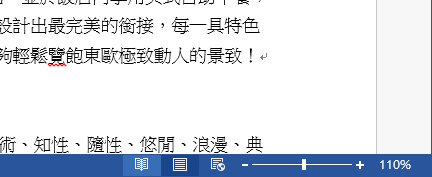 設計出最完美的銜接，每一具特色
夠輕鬆覽飽東歐極致動人的景致！
術、知性、隨性、悠閒、浪漫、典
110%